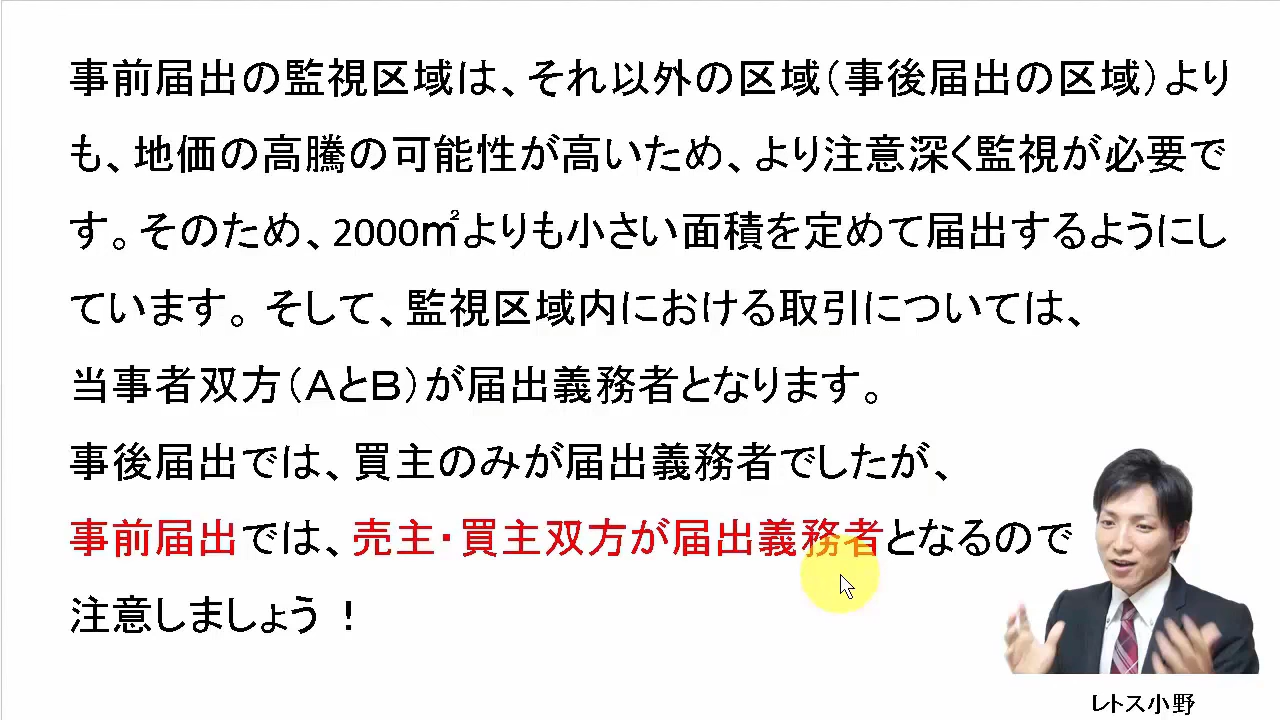 事前届出の監視区域は、それ以外の区域（事後届出の区域）より
も、地価の高騰の可能性が高いため、より注意深く監視が必要で
す。そのため、2000㎡よりも小さい面積を定めて届出するようにし
ています。そして、監視区域内における取引については、
当事者双方（ＡとＢ）が届出義務者となります。
事後届出では、買主のみが届出義務者でしたが、
事前届出では、売主・買主双方が届出義務者となるので
注意しましょう！
レトス小野